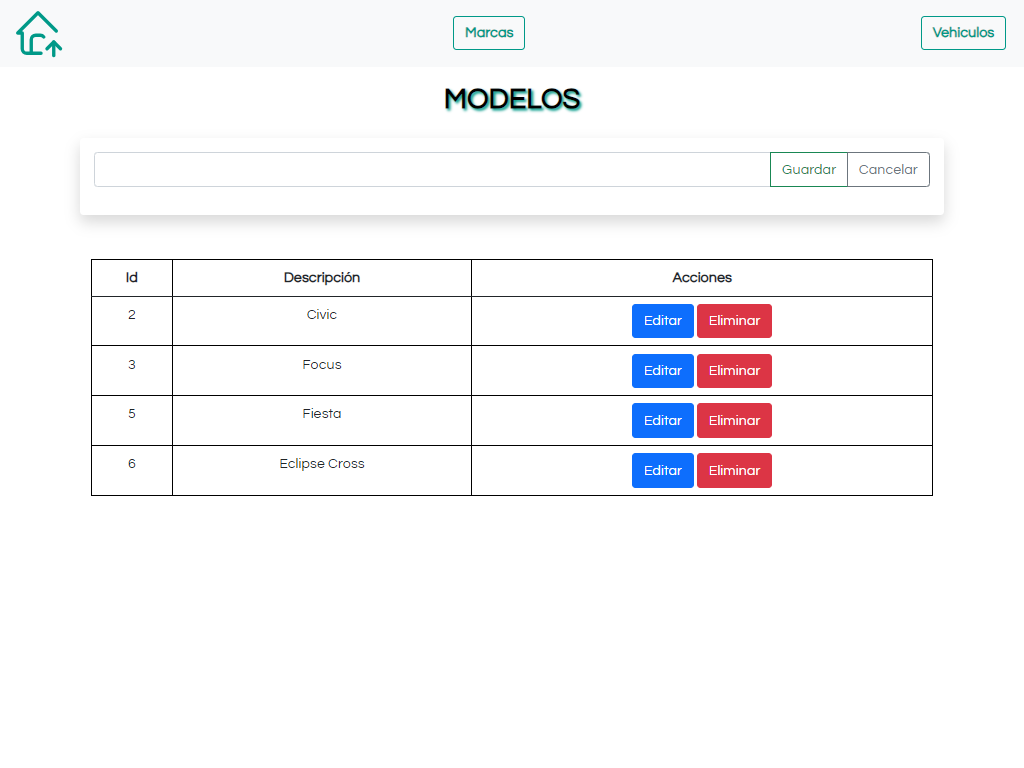 Marcas Vehiculos
MODELOS
Guardar Cancelar
Id Descripción Acciones
2 Civic Editar Eliminar
3 Focus Editar Eliminar
5 Fiesta Editar Eliminar
6 Eclipse Cross Editar Eliminar